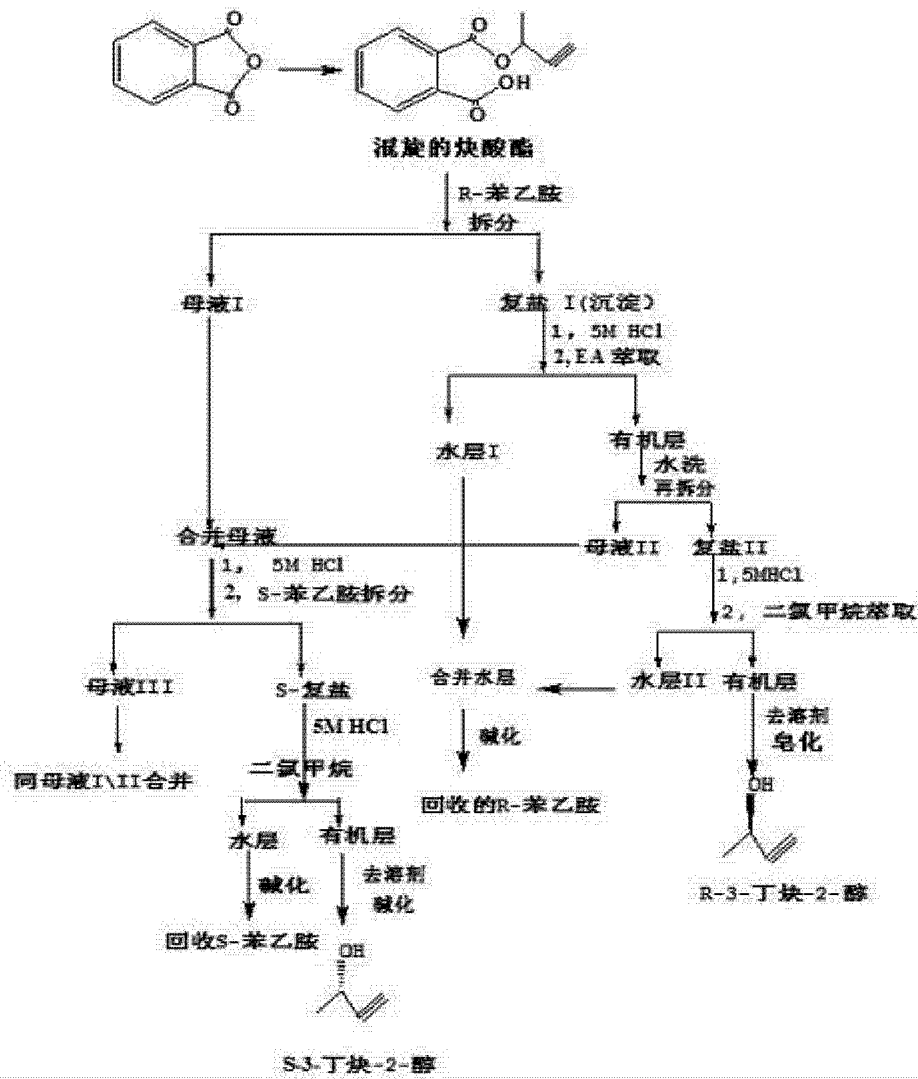 O
O
O
O
O
OH
O
混旋的炔酸酯
R-苯乙胺
拆分
母液I
复盐 I(沉淀)
1, 5M HCl
2,EA 萃取
水层I
有机层
水洗
再拆分
合并母液
母液II
复盐II
1, 5M HCl
2, S-苯乙胺拆分
1,5MHCl
2, 二氯甲烷萃取
母液III
S-复盐
合并水层
水层II
有机层
5M HCl
碱化
去溶剂
皂化
二氯甲烷
同母液I\II合并
回收的R-苯乙胺
OH
水层
有机层
碱化
去溶剂
碱化
R-3-丁炔-2-醇
回收S-苯乙胺
OH
S-3-丁炔-2-醇